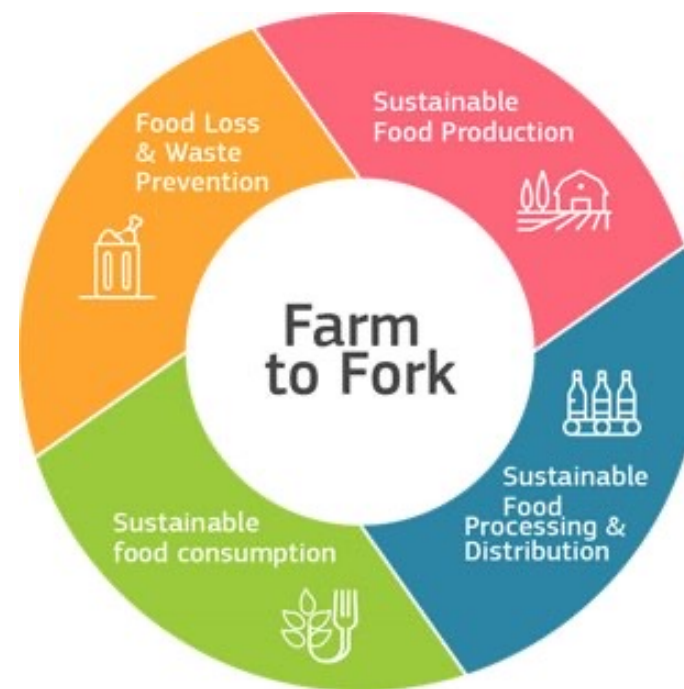 Food Loss
& Waste
Prevention
Sustainable
Food Production
Farm
to Fork
Sustainable
Food
Processing &
Distribution
Sustainable
food consumption